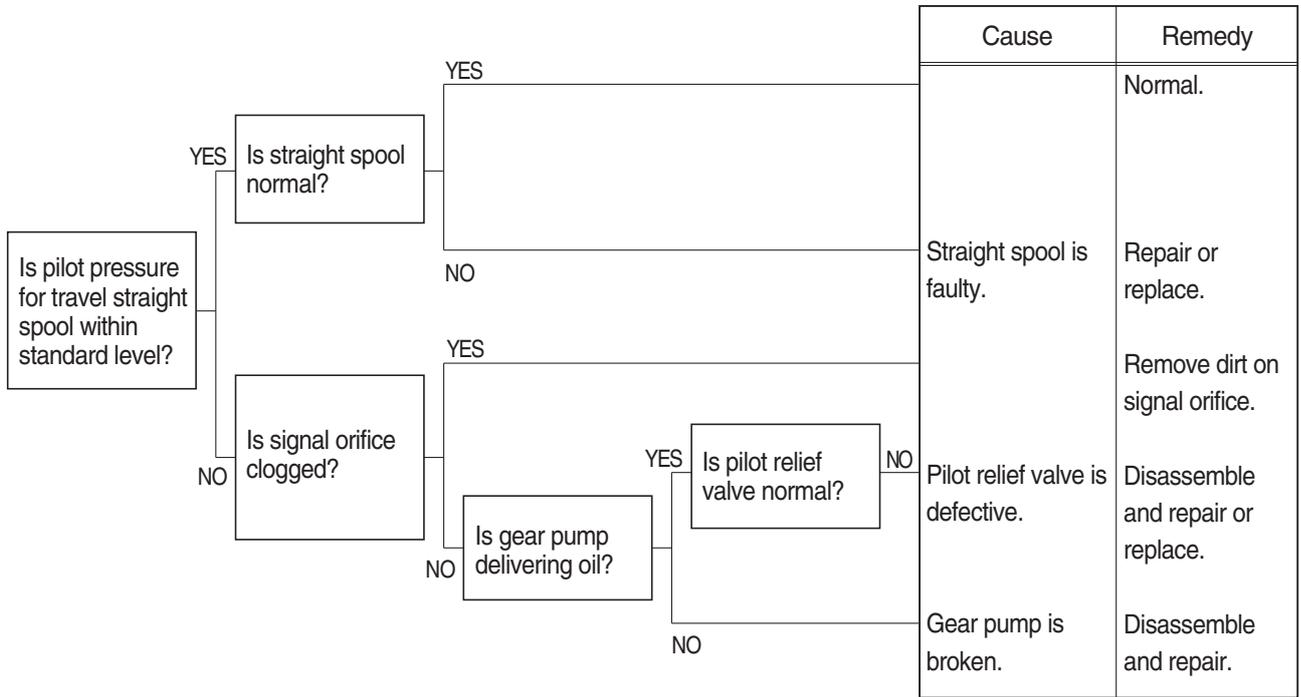 Cause
Remedy
YES
Normal.
YES
Is straight spool
normal?
NO
Straight spool is
faulty.
Repair or
replace.
Is pilot pressure
for travel straight
spool within
standard level?
YES
Remove dirt on
signal orifice.
NO
Is signal orifice
clogged?
YES
Is pilot relief
valve normal?
NO
Pilot relief valve is
defective.
Disassemble
and repair or
replace.
NO
Is gear pump
delivering oil?
NO
Gear pump is
broken.
Disassemble
and repair.